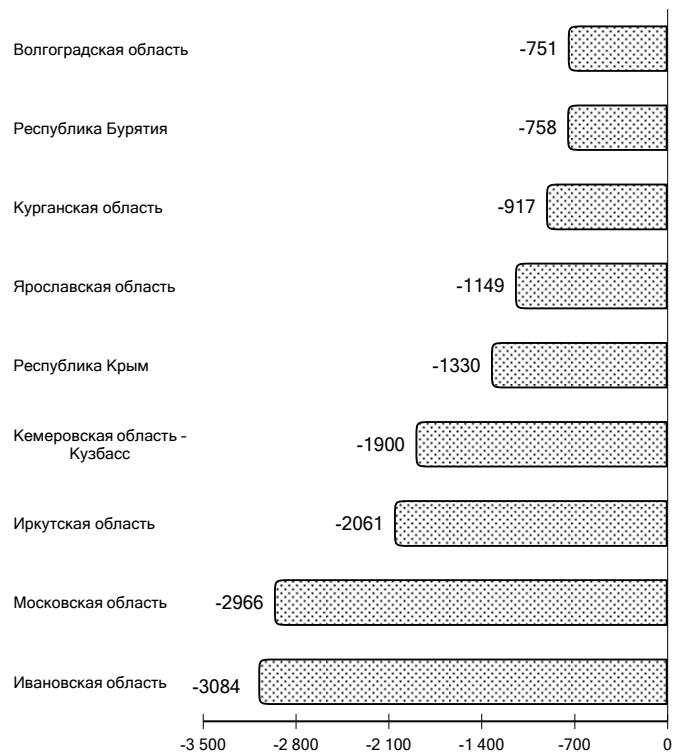 Волгоградская область -751
Республика Бурятия -758
Курганская область -917
Ярославская область -1149
Республика Крым -1330
Кемеровская область -
Кузбасс -1900
Иркутская область -2061
Московская область -2966
Ивановская область -3084
-3 500 -2 800 -2 100 -1 400 -700 0